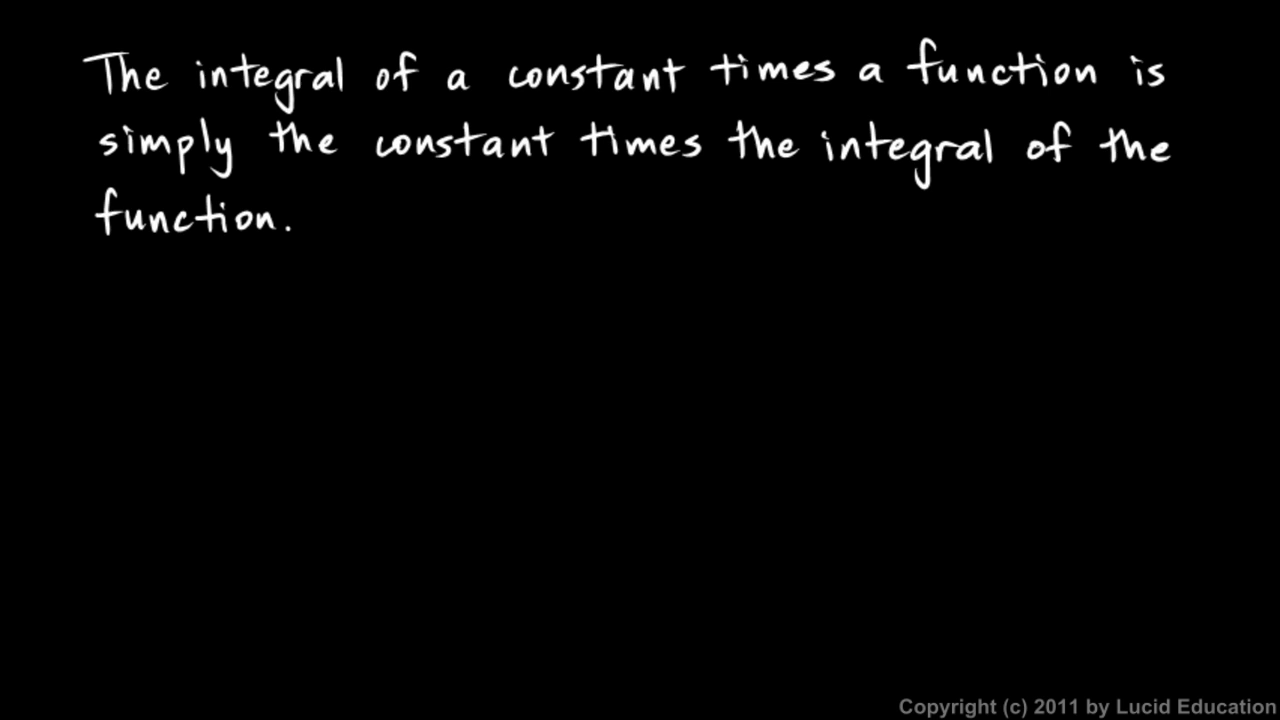 The integral of a constant times a function is
simply the constant times the integral of the
function.
Copyright (c) 2011 by Lucid Education